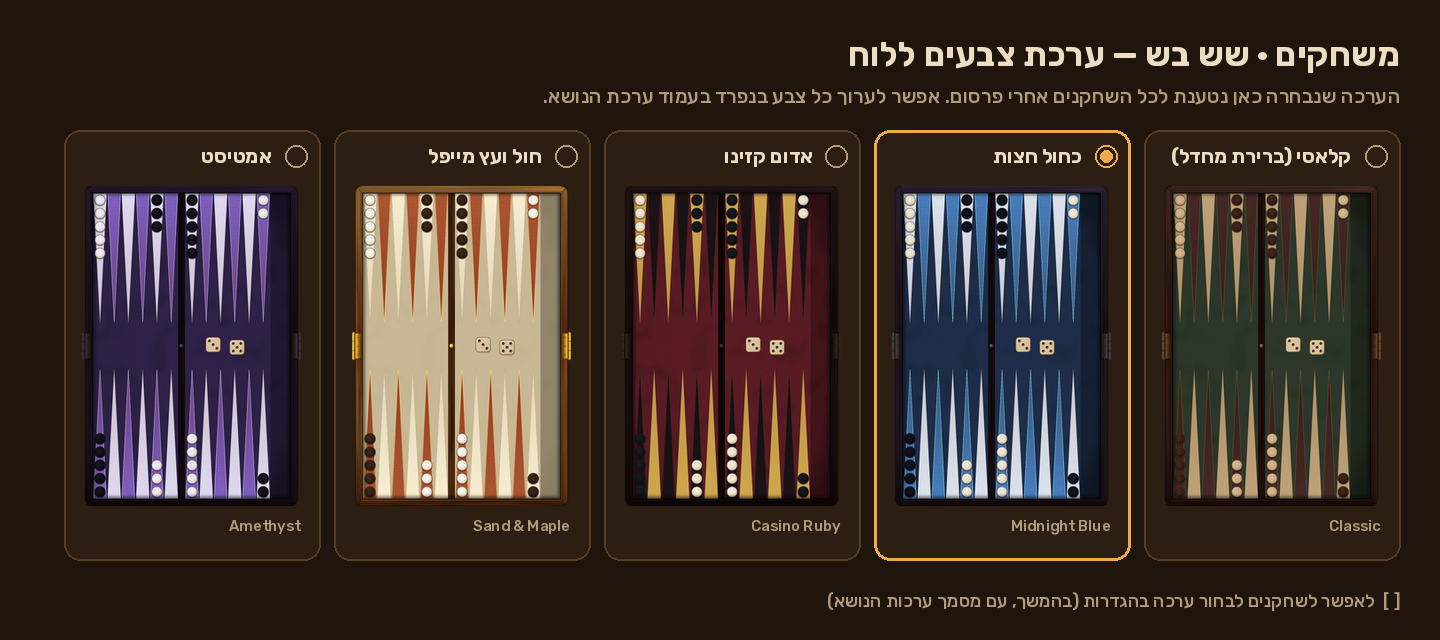 משחקים • שש בש — ערכת צבעים ללוח
הערכה שנבחרה כאן נטענת לכל השחקנים אחרי פרסום. אפשר לערוך כל צבע בנפרד בעמוד ערכת הנושא.
קלאסי (ברירת מחדל)
Classic
כחול חצות
Midnight Blue
אדום קזינו
Casino Ruby
חול ועץ מייפל
Sand & Maple
אמטיסט
Amethyst
[ ] לאפשר לשחקנים לבחור ערכה בהגדרות (בהמשך, עם מסמך ערכות הנושא)